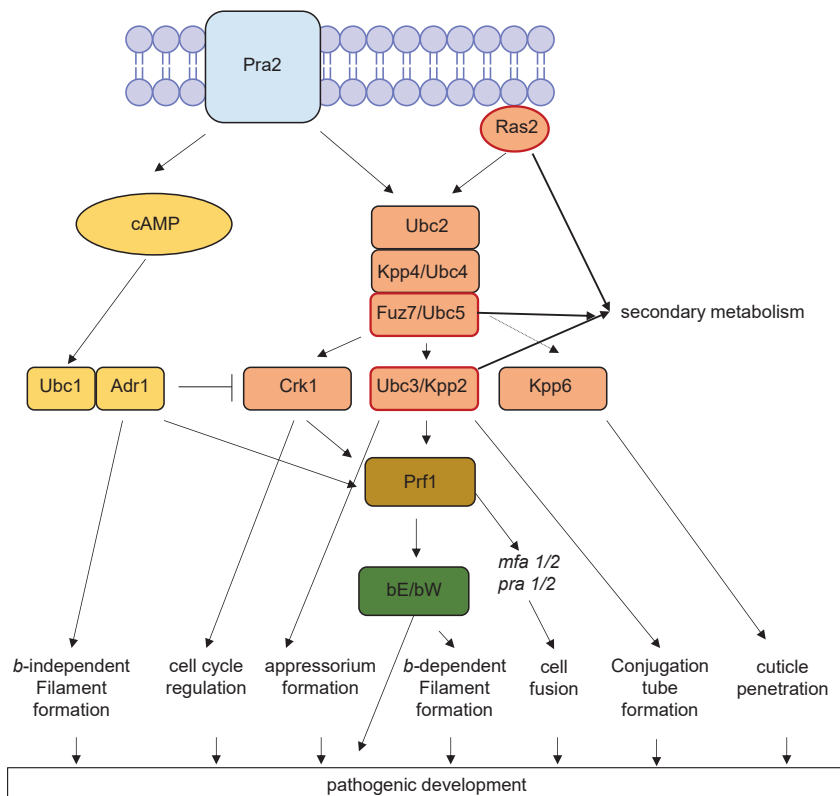 Pra2
Ras2
cAMP
Ubc2
Kpp4/Ubc4
Fuz7/Ubc5
secondary metabolism
Ubc1
Adr1
Crk1
Ubc3/Kpp2
Kpp6
Prf1
mfa 1/2
pra 1/2
bE/bW
b-independent
Filament
formation
cell cycle
regulation
appressorium
formation
b-dependent
Filament
formation
cell
fusion
Conjugation
tube
formation
cuticle
penetration
pathogenic development